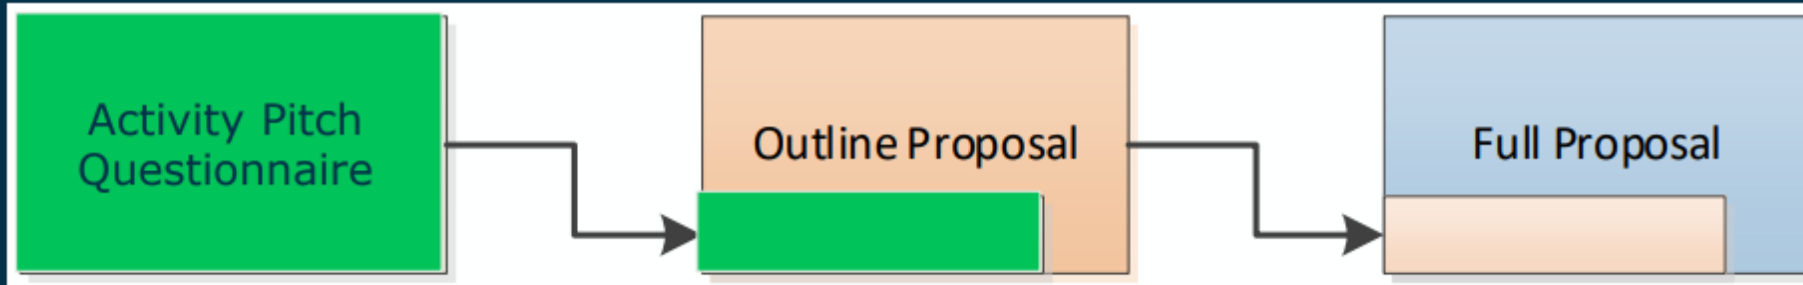 Activity Pitch
Questionnaire
Outline Proposal
Full Proposal